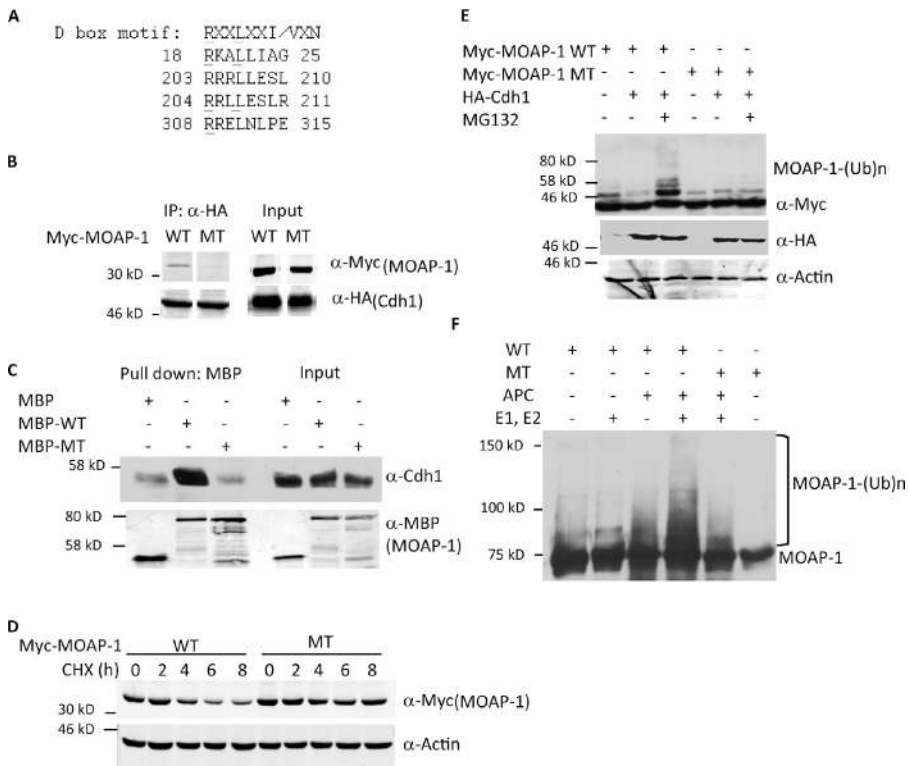 A
D box motif: RXXLXXI/VXN
18 RKALLIAG 25
203 RRRLLESL 210
204 RRLLESLR 211
308 RRELNLPE 315
B
IP: α-HA Input
Myc-MOAP-1 WT MT WT MT
30 kD α-Myc(MOAP-1)
46 kD α-HA(Cdh1)
C
Pull down: MBP Input
MBP + - - + - -
MBP-WT - + - - + -
MBP-MT - - + - - +
58 kD α-Cdh1
80 kD α-MBP
58 kD (MOAP-1)
D
Myc-MOAP-1 WT MT
CHX (h) 0 2 4 6 8 0 2 4 6 8
30 kD α-Myc(MOAP-1)
46 kD α-Actin
E
Myc-MOAP-1 WT + + + - - -
Myc-MOAP-1 MT - - - + + +
HA-Cdh1 - + + - + +
MG132 - - + - - +
80 kD MOAP-1-(Ub)n
58 kD
46 kD α-Myc
46 kD α-HA
30 kD α-Actin
F
WT + + + + - -
MT - - - - + +
APC - - + + + -
E1, E2 - + - + + -
150 kD
100 kD MOAP-1-(Ub)n
75 kD MOAP-1